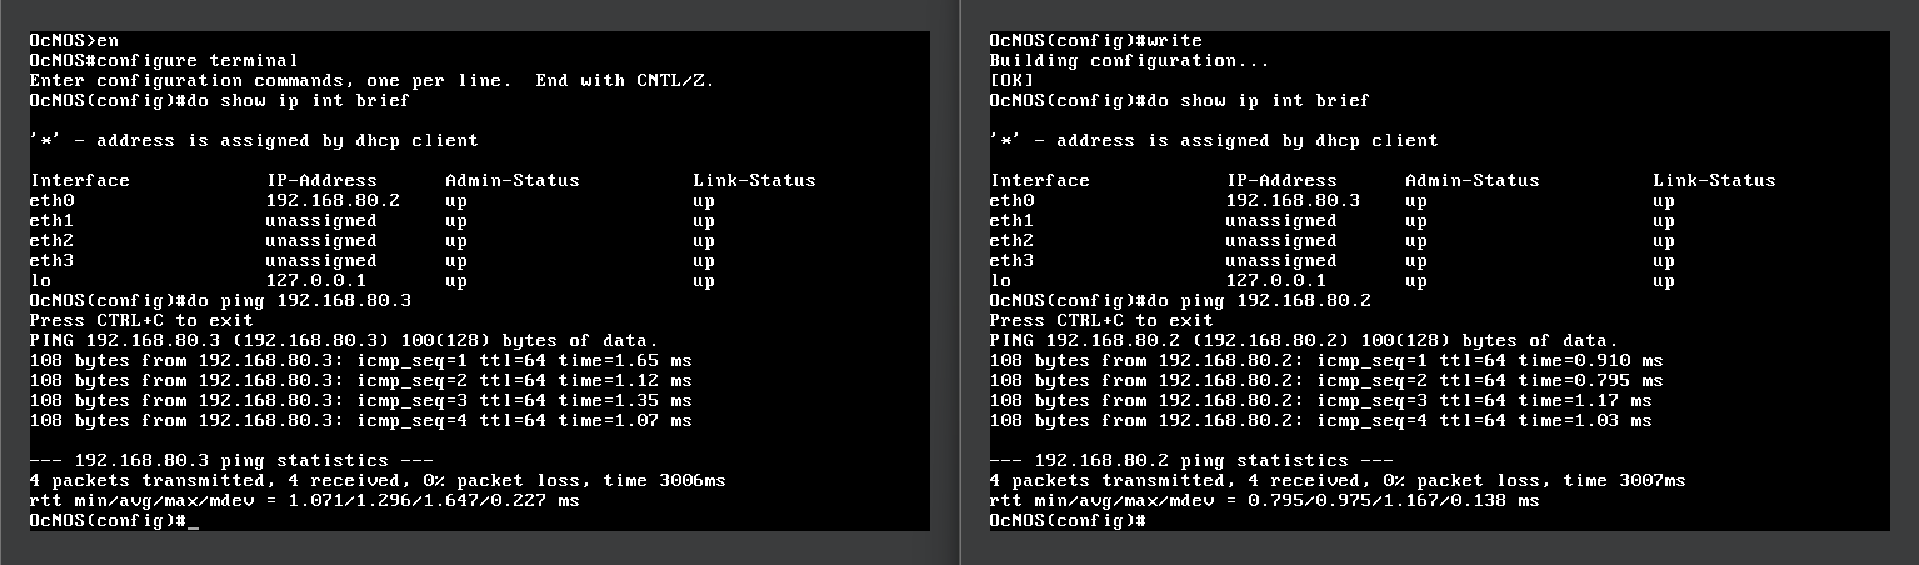 OcNOS>en
OcNOS#configure terminal
Enter configuration commands, one per line.  End with CNTL/Z.
OcNOS(config)#do show ip int brief
'*' - address is assigned by dhcp client
Interface IP-Address Admin-Status Link-Status
eth0 192.168.80.2 up up
eth1 unassigned up up
eth2 unassigned up up
eth3 unassigned up up
lo 127.0.0.1 up up
OcNOS(config)#do ping 192.168.80.3
Press CTRL+C to exit
PING 192.168.80.3 (192.168.80.3) 100(128) bytes of data.
108 bytes from 192.168.80.3: icmp_seq=1 ttl=64 time=1.65 ms
108 bytes from 192.168.80.3: icmp_seq=2 ttl=64 time=1.12 ms
108 bytes from 192.168.80.3: icmp_seq=3 ttl=64 time=1.35 ms
108 bytes from 192.168.80.3: icmp_seq=4 ttl=64 time=1.07 ms
--- 192.168.80.3 ping statistics ---
4 packets transmitted, 4 received, 0% packet loss, time 3006ms
rtt min/avg/max/mdev = 1.071/1.296/1.647/0.227 ms
OcNOS(config)#_
OcNOS(config)#write
Building configuration...
[OK]
OcNOS(config)#do show ip int brief
'*' - address is assigned by dhcp client
Interface IP-Address Admin-Status Link-Status
eth0 192.168.80.3 up up
eth1 unassigned up up
eth2 unassigned up up
eth3 unassigned up up
lo 127.0.0.1 up up
OcNOS(config)#do ping 192.168.80.2
Press CTRL+C to exit
PING 192.168.80.2 (192.168.80.2) 100(128) bytes of data.
108 bytes from 192.168.80.2: icmp_seq=1 ttl=64 time=0.910 ms
108 bytes from 192.168.80.2: icmp_seq=2 ttl=64 time=0.795 ms
108 bytes from 192.168.80.2: icmp_seq=3 ttl=64 time=1.17 ms
108 bytes from 192.168.80.2: icmp_seq=4 ttl=64 time=1.03 ms
--- 192.168.80.2 ping statistics ---
4 packets transmitted, 4 received, 0% packet loss, time 3007ms
rtt min/avg/max/mdev = 0.795/0.975/1.167/0.138 ms
OcNOS(config)#